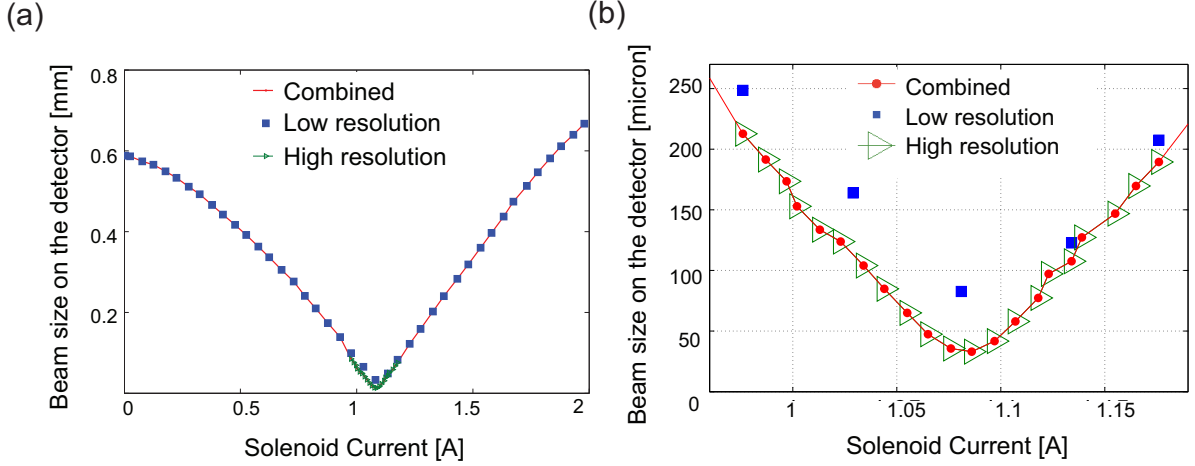 (a)
Beam size on the detector [mm]
0.8
0.6
0.4
0.2
0
0.5
1
1.5
2
Combined
Low resolution
High resolution
Solenoid Current [A]
(b)
Beam size on the detector [micron]
250
200
150
100
50
0
1
1.05
1.1
1.15
Combined
Low resolution
High resolution
Solenoid Current [A]